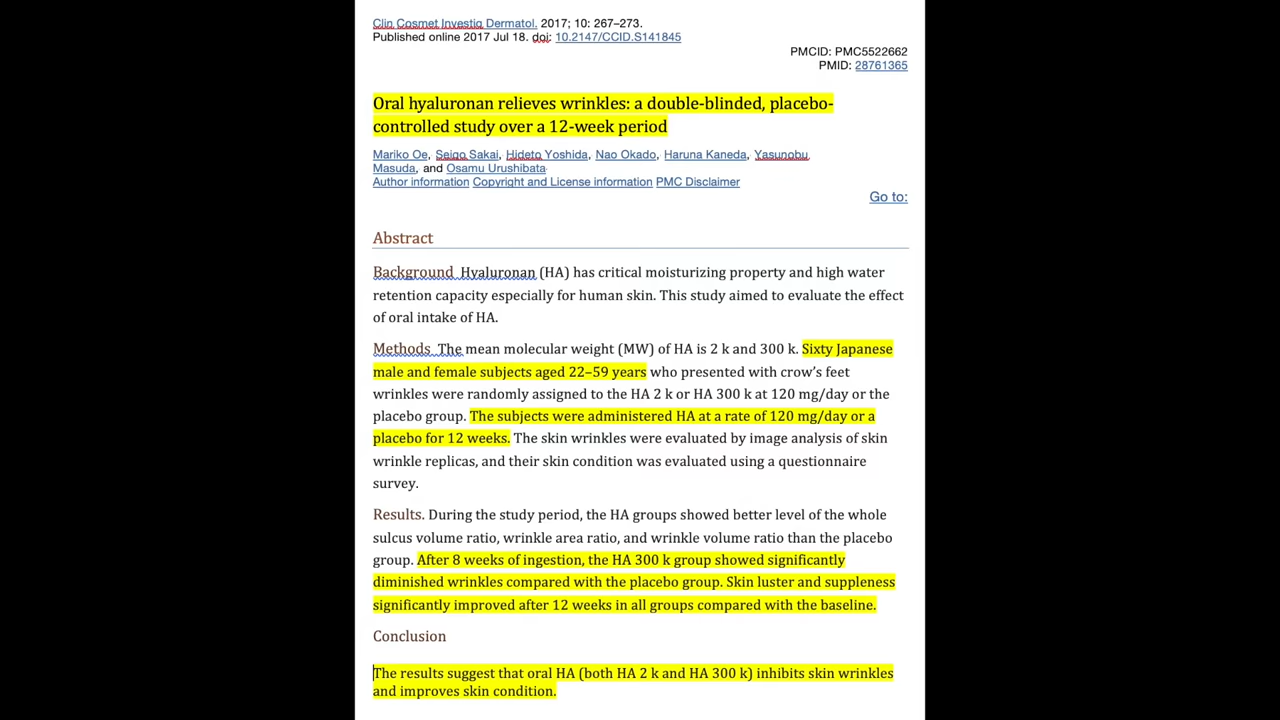 Clin Cosmet Investig Dermatol. 2017; 10: 267–273.
Published online 2017 Jul 18. doi: 10.2147/CCID.S141845
PMCID: PMC5522662
PMID: 28761365
Oral hyaluronan relieves wrinkles: a double-blinded, placebo-
controlled study over a 12-week period
Mariko Oe, Seigo Sakai, Hideto Yoshida, Nao Okado, Haruna Kaneda, Yasunobu
Masuda, and Osamu Urushibata
Author information Copyright and License information PMC Disclaimer
Go to:
Abstract
Background Hyaluronan (HA) has critical moisturizing property and high water
retention capacity especially for human skin. This study aimed to evaluate the effect
of oral intake of HA.
Methods The mean molecular weight (MW) of HA is 2 k and 300 k. Sixty Japanese
male and female subjects aged 22–59 years who presented with crow’s feet
wrinkles were randomly assigned to the HA 2 k or HA 300 k at 120 mg/day or the
placebo group. The subjects were administered HA at a rate of 120 mg/day or a
placebo for 12 weeks. The skin wrinkles were evaluated by image analysis of skin
wrinkle replicas, and their skin condition was evaluated using a questionnaire
survey.
Results. During the study period, the HA groups showed better level of the whole
sulcus volume ratio, wrinkle area ratio, and wrinkle volume ratio than the placebo
group. After 8 weeks of ingestion, the HA 300 k group showed significantly
diminished wrinkles compared with the placebo group. Skin luster and suppleness
significantly improved after 12 weeks in all groups compared with the baseline.
Conclusion
The results suggest that oral HA (both HA 2 k and HA 300 k) inhibits skin wrinkles
and improves skin condition.